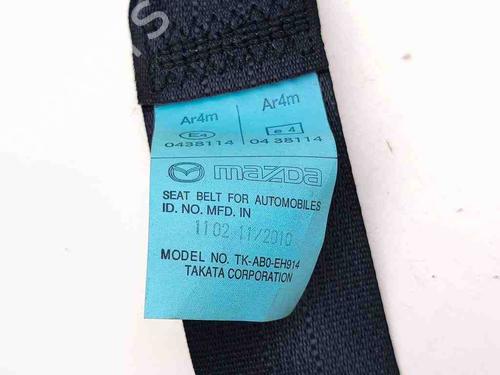 Ar4m Ar4m
E4 e 4
0438114 04 38114
mazda
SEAT BELT FOR AUTOMOBILES
ID. NO. MFD. IN
1102 11/2010
MODEL NO. TK-AB0-EH914
TAKATA CORPORATION